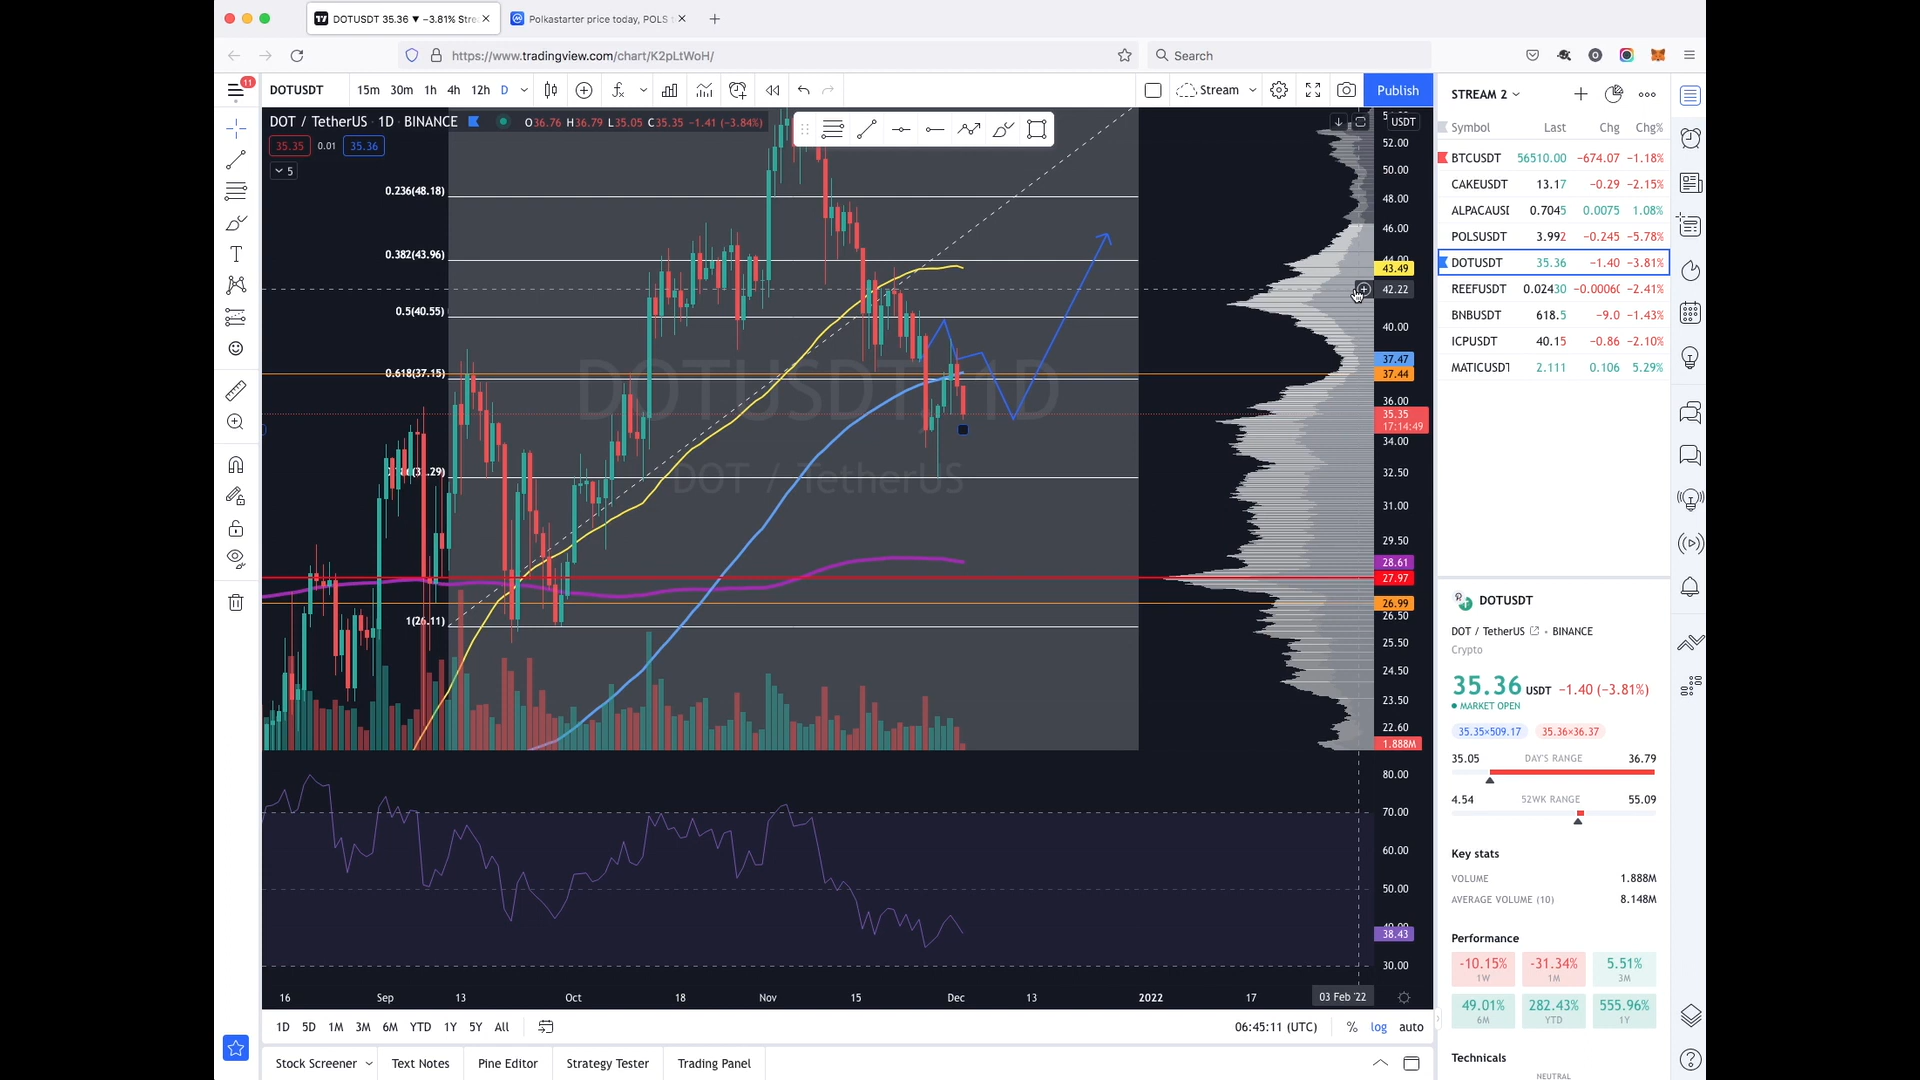 DOTUSDT 35.36 ▼ −3.81% Stre
Polkastarter price today, POLS
https://www.tradingview.com/chart/K2pLtWoH/
Search
11
DOTUSDT
15m 30m 1h 4h 12h D
Stream
Publish
DOT / TetherUS · 1D · BINANCE
O36.76 H36.79 L35.05 C35.35 −1.41 (−3.84%)
35.35 0.01 35.36
5
0.236(48.18)
0.382(43.96)
0.5(40.55)
0.618(37.15)
1(26.11)
DOTUSDT, 1D
DOT / TetherUS
USDT
52.00
50.00
48.00
46.00
44.00
43.49
42.22
40.00
37.47
37.44
36.00
35.35
17:14:49
34.00
32.50
31.00
29.50
28.61
27.97
26.99
26.50
25.50
24.50
23.50
22.60
1.888M
80.00
70.00
60.00
50.00
38.43
30.00
16 Sep 13 Oct 18 Nov 15 Dec 13 2022 17 03 Feb '22
1D 5D 1M 3M 6M YTD 1Y 5Y All
06:45:11 (UTC) % log auto
Stock Screener Text Notes Pine Editor Strategy Tester Trading Panel
STREAM 2
Symbol Last Chg Chg%
BTCUSDT 56510.00 −674.07 −1.18%
CAKEUSDT 13.17 −0.29 −2.15%
ALPACAUSI 0.7045 0.0075 1.08%
POLSUSDT 3.992 −0.245 −5.78%
DOTUSDT 35.36 −1.40 −3.81%
REEFUSDT 0.02430 −0.00060 −2.41%
BNBUSDT 618.5 −9.0 −1.43%
ICPUSDT 40.15 −0.86 −2.10%
MATICUSDT 2.111 0.106 5.29%
DOTUSDT
DOT / TetherUS • BINANCE
Crypto
35.36 USDT −1.40 (−3.81%)
MARKET OPEN
35.35×509.17 35.36×36.37
35.05 DAY'S RANGE 36.79
4.54 52WK RANGE 55.09
Key stats
VOLUME 1.888M
AVERAGE VOLUME (10) 8.148M
Performance
-10.15% -31.34% 5.51%
1W 1M 3M
49.01% 282.43% 555.96%
6M YTD 1Y
Technicals
NEUTRAL